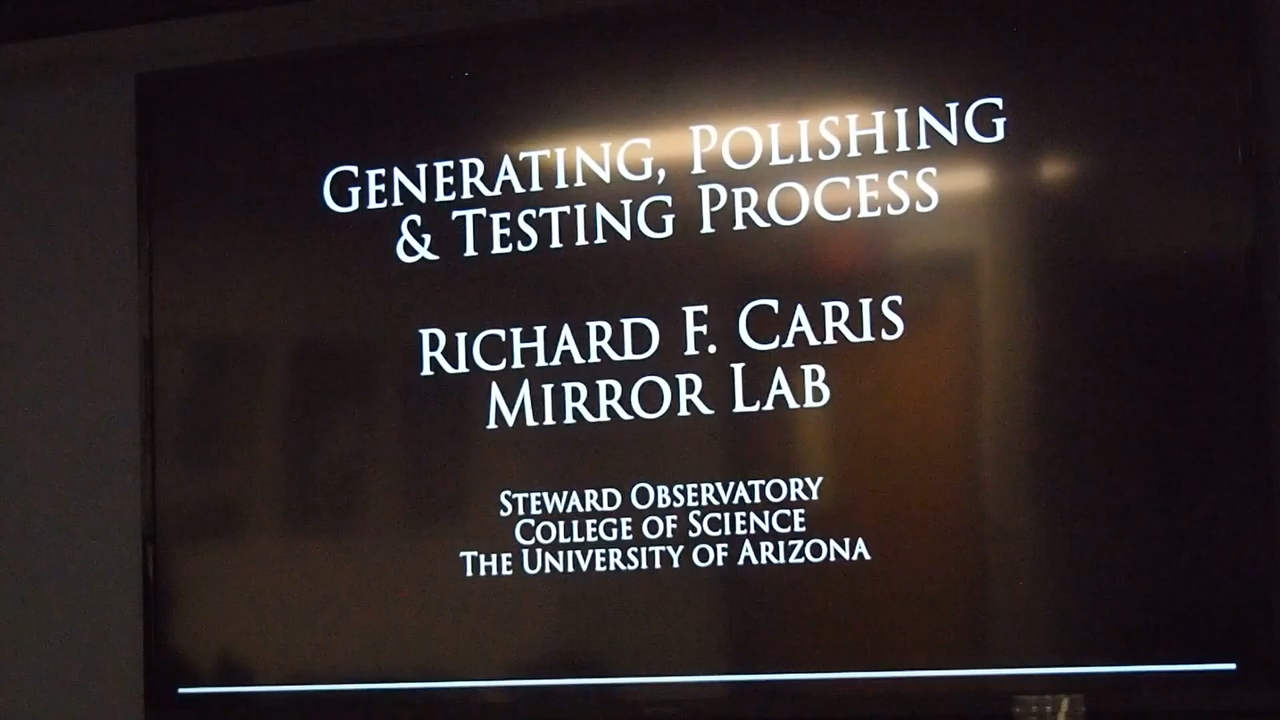 Generating, Polishing
& Testing Process
Richard F. Caris
Mirror Lab
Steward Observatory
College of Science
The University of Arizona